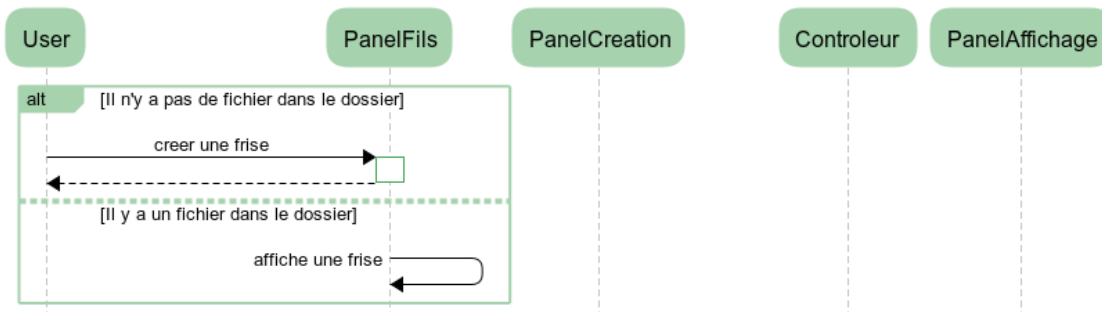 User
PanelFils
PanelCreation
Controleur
PanelAffichage
alt
[Il n'y a pas de fichier dans le dossier]
creer une frise
[Il y a un fichier dans le dossier]
affiche une frise